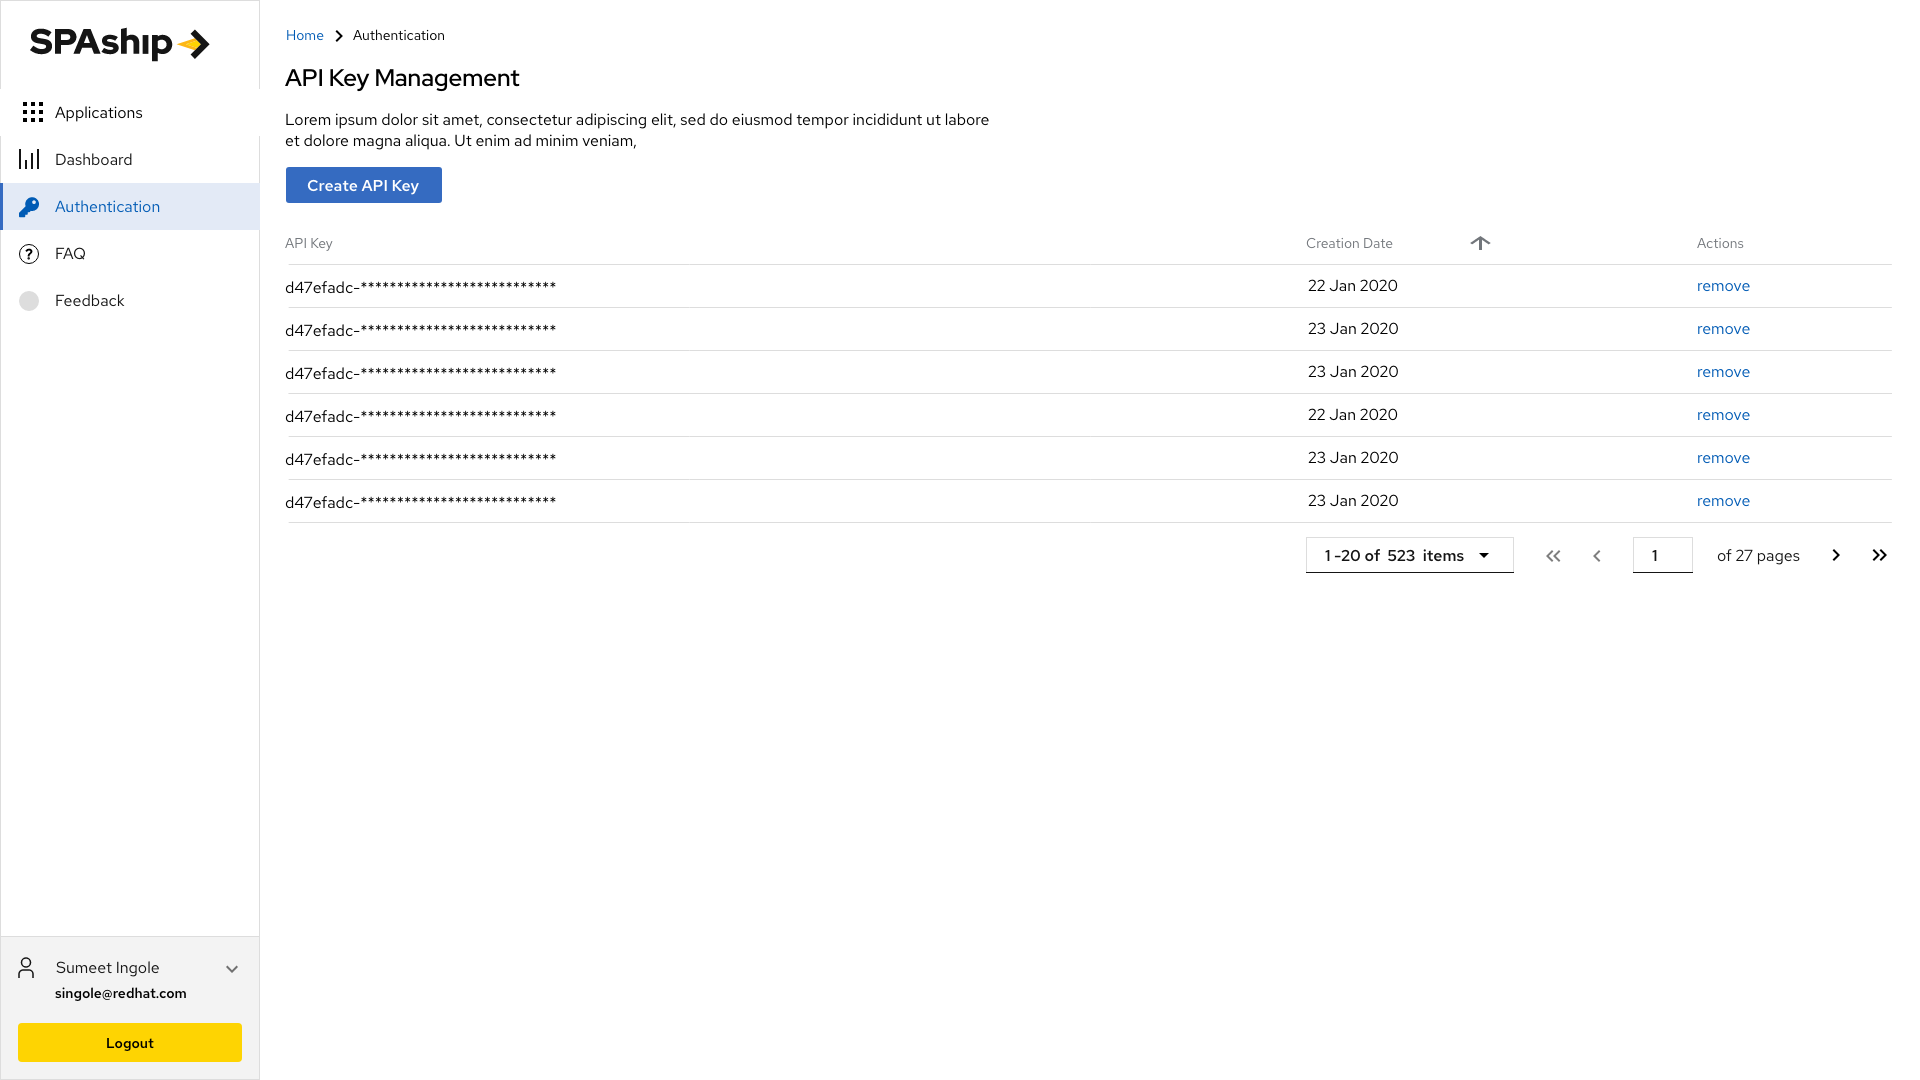 SPAship
Applications
Dashboard
Authentication
FAQ
Feedback
Sumeet Ingole
singole@redhat.com
Logout
Home Authentication
API Key Management
Lorem ipsum dolor sit amet, consectetur adipiscing elit, sed do eiusmod tempor incididunt ut labore
et dolore magna aliqua. Ut enim ad minim veniam,
Create API Key
API Key Creation Date Actions
d47efadc-*************************** 22 Jan 2020 remove
d47efadc-*************************** 23 Jan 2020 remove
d47efadc-*************************** 23 Jan 2020 remove
d47efadc-*************************** 22 Jan 2020 remove
d47efadc-*************************** 23 Jan 2020 remove
d47efadc-*************************** 23 Jan 2020 remove
1 -20 of 523 items 1 of 27 pages